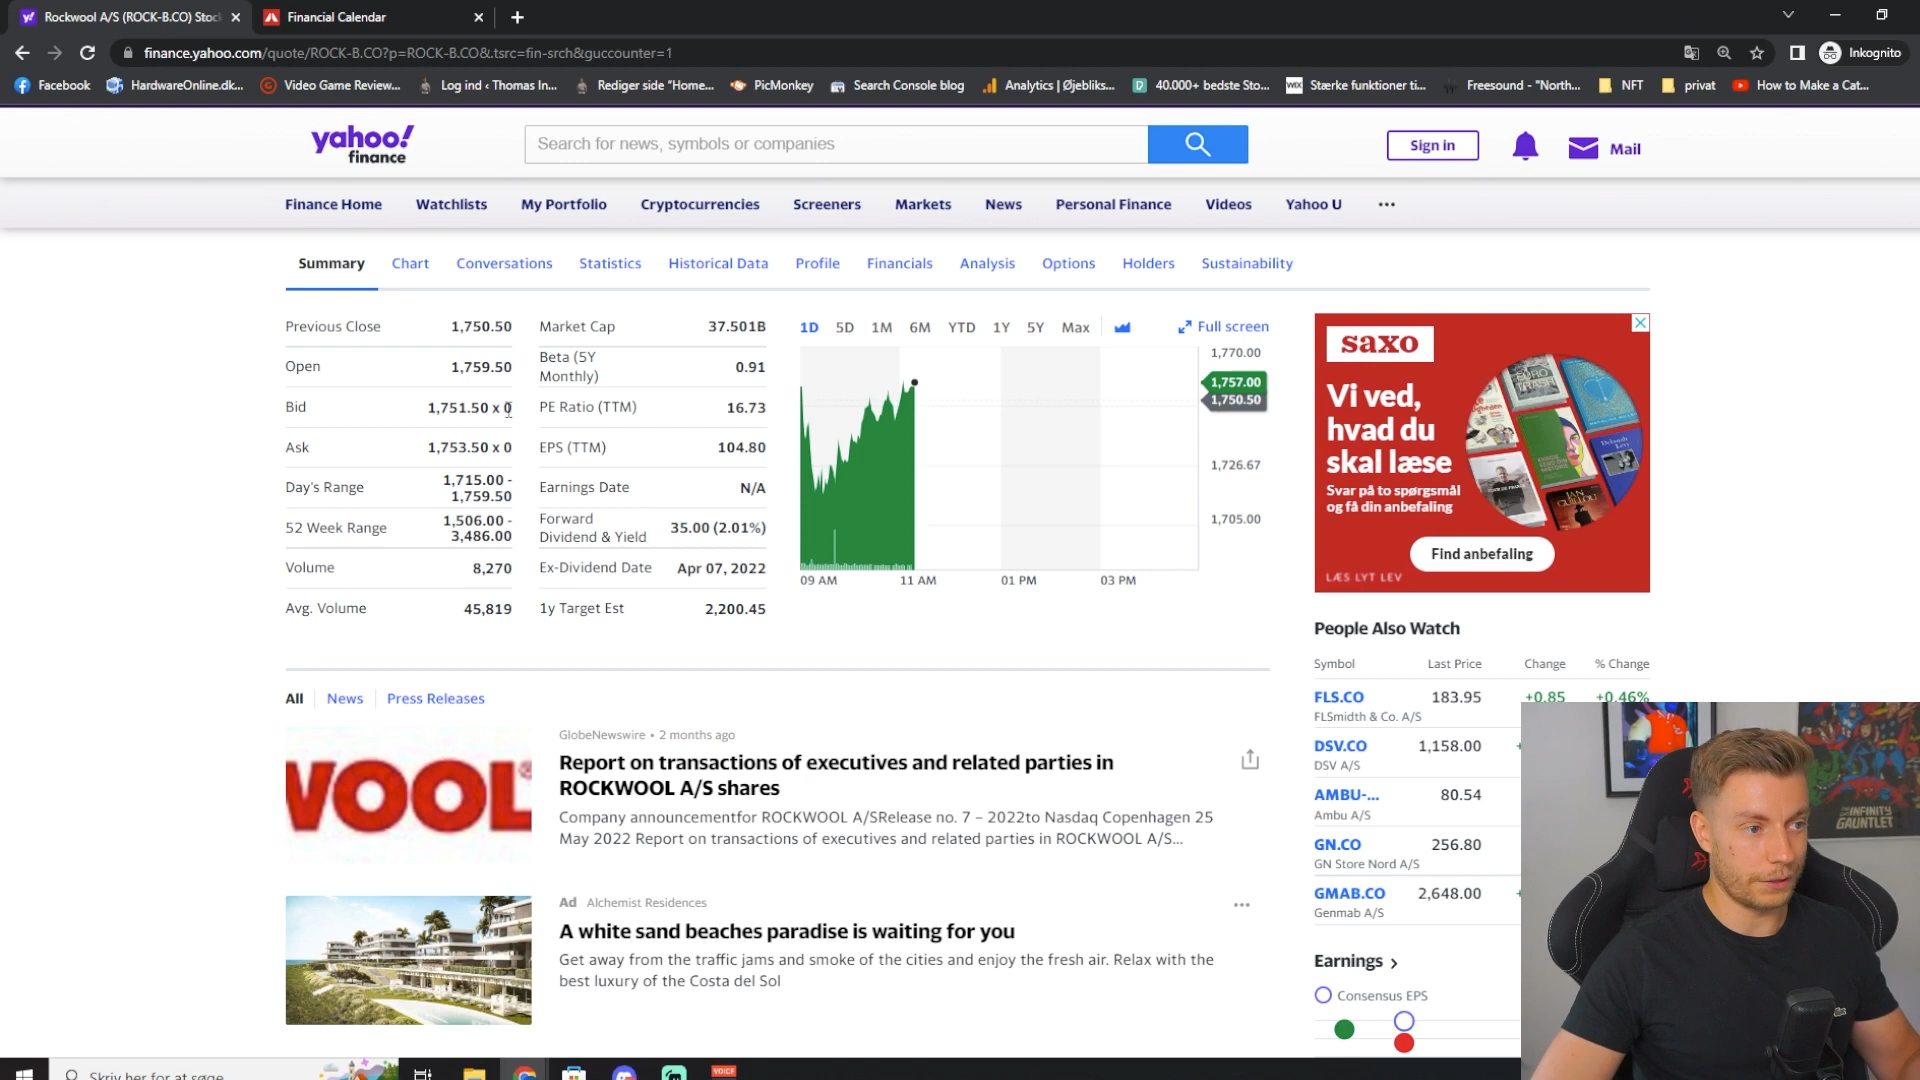 Rockwool A/S (ROCK-B.CO) Stoc
Financial Calendar
finance.yahoo.com/quote/ROCK-B.CO?p=ROCK-B.CO&.tsrc=fin-srch&guccounter=1
Inkognito
Facebook
HardwareOnline.dk...
Video Game Review...
Log ind ‹ Thomas In...
Rediger side "Home...
PicMonkey
Search Console blog
Analytics | Øjebliks...
40.000+ bedste Sto...
WIX
Stærke funktioner ti...
Freesound - "North...
NFT
privat
How to Make a Cat...
yahoo!
finance
Search for news, symbols or companies
Sign in
Mail
Finance Home
Watchlists
My Portfolio
Cryptocurrencies
Screeners
Markets
News
Personal Finance
Videos
Yahoo U
Summary
Chart
Conversations
Statistics
Historical Data
Profile
Financials
Analysis
Options
Holders
Sustainability
Previous Close 1,750.50
Open 1,759.50
Bid 1,751.50 x 0
Ask 1,753.50 x 0
Day's Range 1,715.00 -
1,759.50
52 Week Range 1,506.00 -
3,486.00
Volume 8,270
Avg. Volume 45,819
Market Cap 37.501B
Beta (5Y
Monthly) 0.91
PE Ratio (TTM) 16.73
EPS (TTM) 104.80
Earnings Date N/A
Forward
Dividend & Yield 35.00 (2.01%)
Ex-Dividend Date Apr 07, 2022
1y Target Est 2,200.45
1D 5D 1M 6M YTD 1Y 5Y Max
Full screen
1,770.00
1,757.00
1,750.50
1,726.67
1,705.00
09 AM 11 AM 01 PM 03 PM
saxo
Vi ved,
hvad du
skal læse
Svar på to spørgsmål
og få din anbefaling
Find anbefaling
LÆS LYT LEV
People Also Watch
Symbol Last Price Change % Change
FLS.CO 183.95 +0.85 +0.46%
FLSmidth & Co. A/S
DSV.CO 1,158.00 +
DSV A/S
AMBU-... 80.54
Ambu A/S
GN.CO 256.80
GN Store Nord A/S
GMAB.CO 2,648.00 +
Genmab A/S
Earnings
Consensus EPS
All
News
Press Releases
WOOL®
GlobeNewswire • 2 months ago
Report on transactions of executives and related parties in
ROCKWOOL A/S shares
Company announcementfor ROCKWOOL A/SRelease no. 7 – 2022to Nasdaq Copenhagen 25
May 2022 Report on transactions of executives and related parties in ROCKWOOL A/S...
Ad Alchemist Residences
A white sand beaches paradise is waiting for you
Get away from the traffic jams and smoke of the cities and enjoy the fresh air. Relax with the
best luxury of the Costa del Sol
INFINITY
GAUNTLET
Skriv her for at søge
VOICE